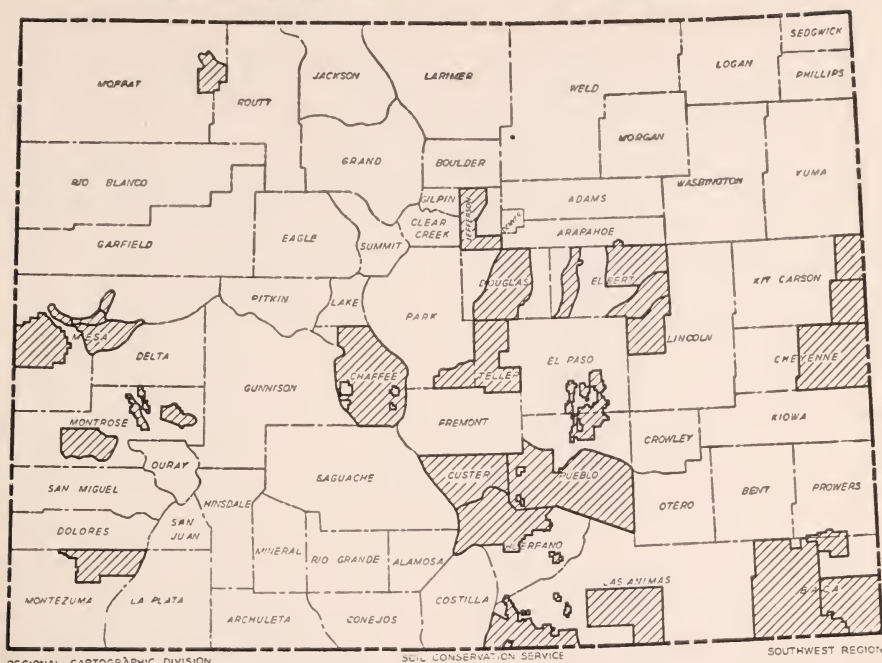 SEDGWICK
LOGAN
PHILLIPS
MOFFAT
ROUTT
JACKSON
LARIMER
WELD
MORGAN
GRAND
BOULDER
RIO BLANCO
WASHINGTON
YUMA
GILPIN
ADAMS
CLEAR
CREEK
JEFFERSON
DENVER
ARAPAHOE
GARFIELD
EAGLE
SUMMIT
PITKIN
LAKE
PARK
DOUGLAS
ELBERT
KIT CARSON
LINCOLN
MESA
DELTA
CHAFFEE
TELLER
EL PASO
CHEYENNE
GUNNISON
MONTROSE
FREMONT
KIOWA
CROWLEY
OURAY
SAGUACHE
CUSTER
PUEBLO
SAN MIGUEL
HINSDALE
OTERO
BENT
PROWERS
DOLORES
SAN
JUAN
MINERAL
RIO GRANDE
ALAMOSA
HUERFANO
LAS ANIMAS
BACA
MONTEZUMA
LA PLATA
ARCHULETA
CONEJOS
COSTILLA
REGIONAL CARTOGRAPHIC DIVISION
SOIL CONSERVATION SERVICE
SOUTHWEST REGION